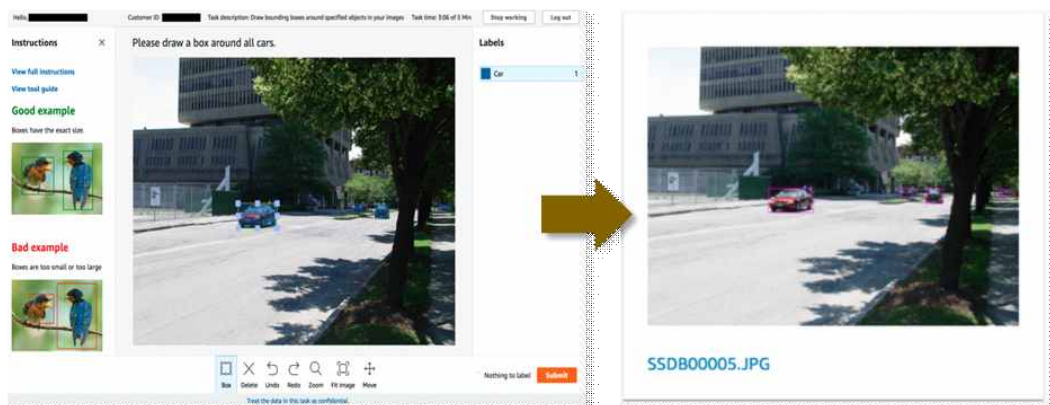 Hello,
Customer ID
Task description: Draw bounding boxes around specified objects in your images
Task time: 3:06 of 5 Min
Stop working
Log out
Instructions
View full instructions
View tool guide
Good example
Boxes have the exact size
Bad example
Boxes are too small or too large
Please draw a box around all cars.
Labels
Car 1
Box
Delete
Undo
Redo
Zoom
Fit image
Move
Nothing to label
Submit
Treat the data in this task as confidential.
SSDB00005.JPG